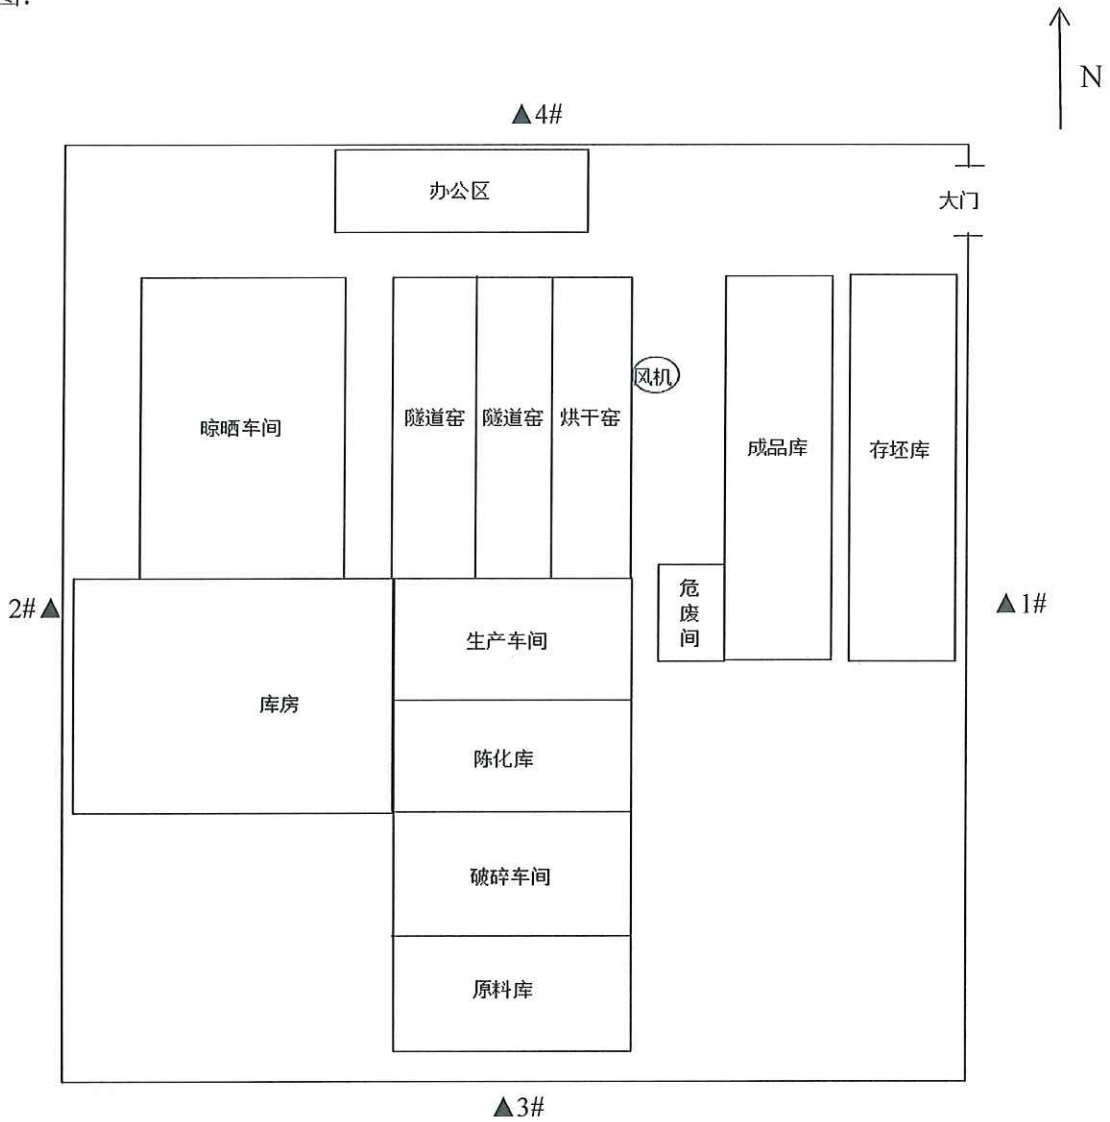 N
▲4#
办公区
大门
风机
隧道窑
隧道窑
烘干窑
晾晒车间
成品库
存坯库
危
废
间
2#▲
▲1#
生产车间
库房
陈化库
破碎车间
原料库
▲3#